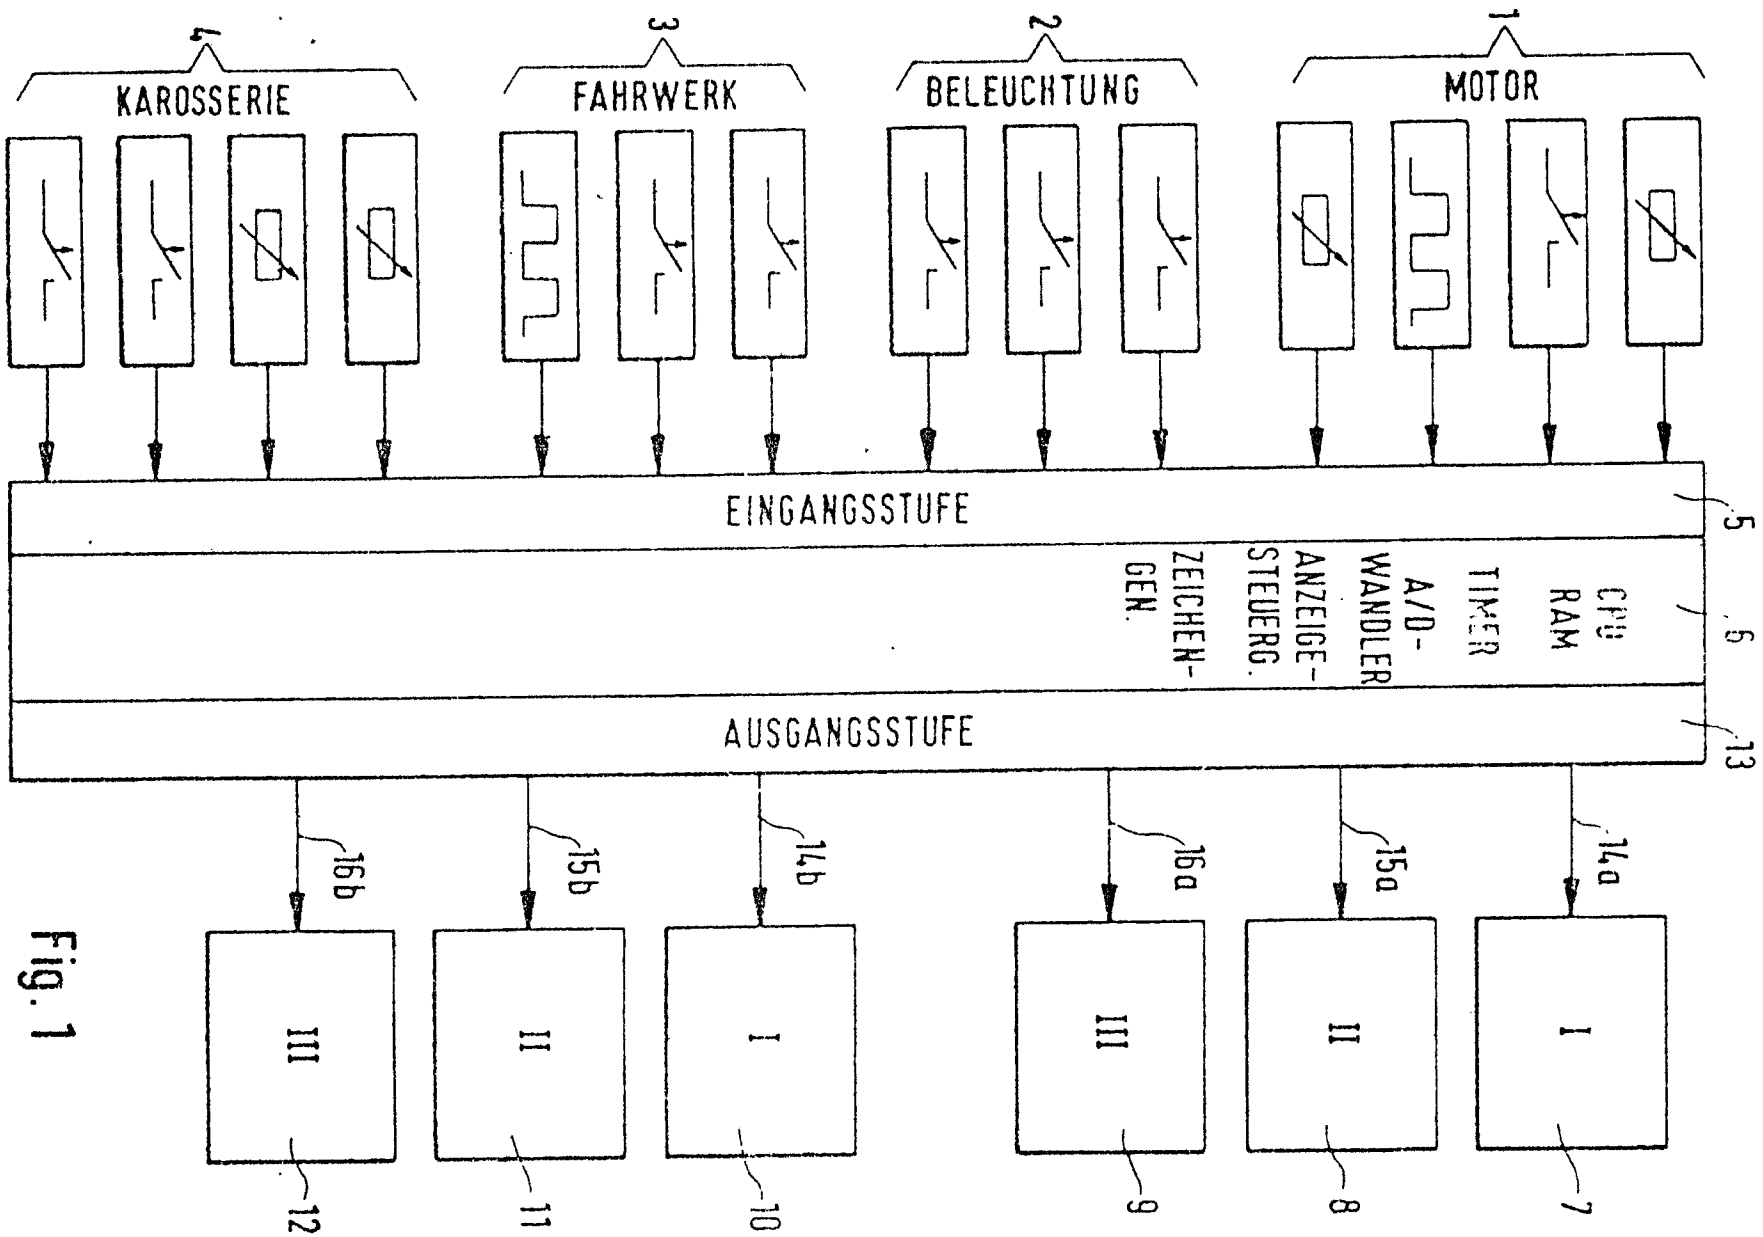 4
3
2
1
KAROSSERIE
FAHRWERK
BELEUCHTUNG
MOTOR
EINGANGSSTUFE
5
CPU
RAM
TIMER
A/D-
WANDLER
ANZEIGE-
STEUERG.
ZEICHEN-
GEN.
6
AUSGANGSSTUFE
13
16b
15b
14b
16a
15a
14a
III
II
I
III
II
I
12
11
10
9
8
7
Fig. 1